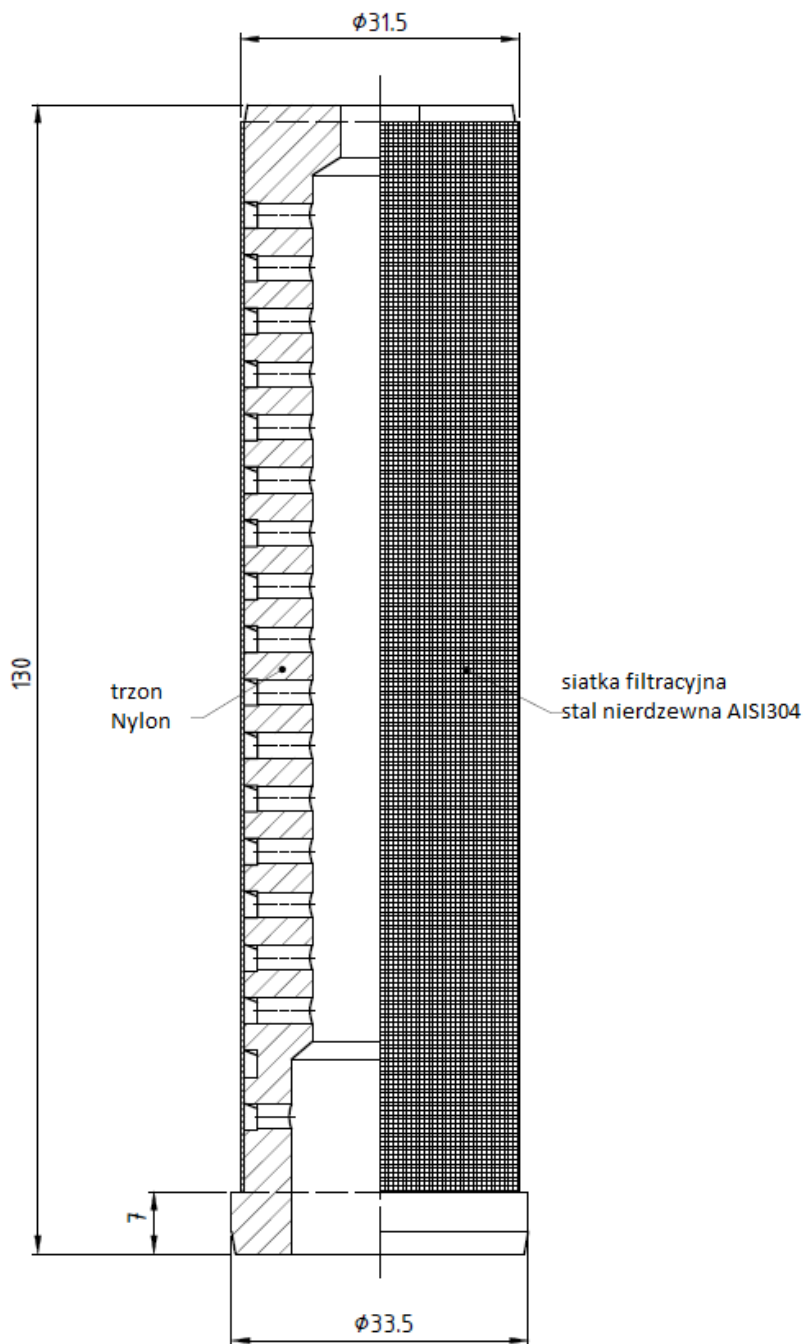 ϕ31.5
130
trzon
Nylon
siatka filtracyjna
stal nierdzewna AISI304
7
ϕ33.5